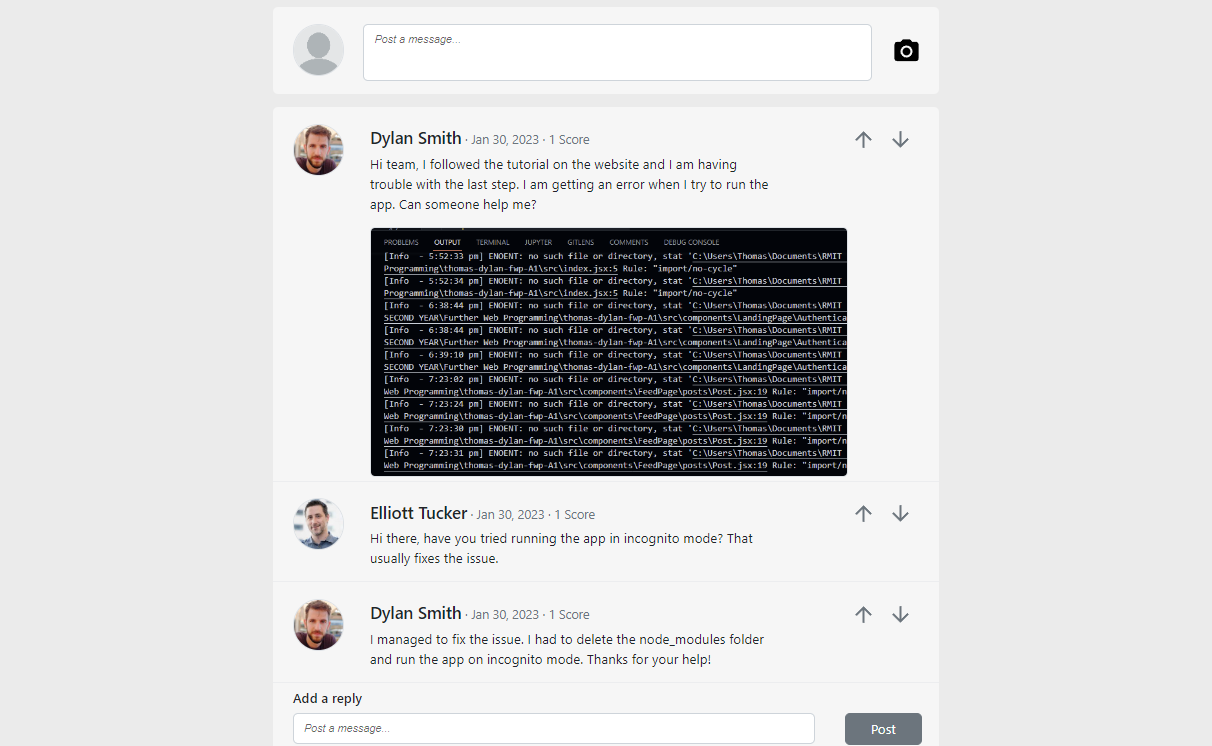 Post a message...
Dylan Smith · Jan 30, 2023 · 1 Score
Hi team, I followed the tutorial on the website and I am having
trouble with the last step. I am getting an error when I try to run the
app. Can someone help me?
PROBLEMS OUTPUT TERMINAL JUPYTER GITLENS COMMENTS DEBUG CONSOLE
[Info - 5:52:33 pm] ENOENT: no such file or directory, stat 'C:\Users\Thomas\Documents\RMIT
Programming\thomas-dylan-fwp-A1\src\index.jsx:5 Rule: "import/no-cycle"
[Info - 5:52:34 pm] ENOENT: no such file or directory, stat 'C:\Users\Thomas\Documents\RMIT
Programming\thomas-dylan-fwp-A1\src\index.jsx:5 Rule: "import/no-cycle"
[Info - 6:38:44 pm] ENOENT: no such file or directory, stat 'C:\Users\Thomas\Documents\RMIT
SECOND YEAR\Further Web Programming\thomas-dylan-fwp-A1\src\components\LandingPage\Authentica
[Info - 6:38:44 pm] ENOENT: no such file or directory, stat 'C:\Users\Thomas\Documents\RMIT
SECOND YEAR\Further Web Programming\thomas-dylan-fwp-A1\src\components\LandingPage\Authentica
[Info - 6:39:10 pm] ENOENT: no such file or directory, stat 'C:\Users\Thomas\Documents\RMIT
SECOND YEAR\Further Web Programming\thomas-dylan-fwp-A1\src\components\LandingPage\Authentica
[Info - 7:23:02 pm] ENOENT: no such file or directory, stat 'C:\Users\Thomas\Documents\RMIT
Web Programming\thomas-dylan-fwp-A1\src\components\FeedPage\posts\Post.jsx:19 Rule: "import/n
[Info - 7:23:24 pm] ENOENT: no such file or directory, stat 'C:\Users\Thomas\Documents\RMIT
Web Programming\thomas-dylan-fwp-A1\src\components\FeedPage\posts\Post.jsx:19 Rule: "import/n
[Info - 7:23:30 pm] ENOENT: no such file or directory, stat 'C:\Users\Thomas\Documents\RMIT
Web Programming\thomas-dylan-fwp-A1\src\components\FeedPage\posts\Post.jsx:19 Rule: "import/n
[Info - 7:23:31 pm] ENOENT: no such file or directory, stat 'C:\Users\Thomas\Documents\RMIT
Web Programming\thomas-dylan-fwp-A1\src\components\FeedPage\posts\Post.jsx:19 Rule: "import/n
Elliott Tucker · Jan 30, 2023 · 1 Score
Hi there, have you tried running the app in incognito mode? That
usually fixes the issue.
Dylan Smith · Jan 30, 2023 · 1 Score
I managed to fix the issue. I had to delete the node_modules folder
and run the app on incognito mode. Thanks for your help!
Add a reply
Post a message...
Post